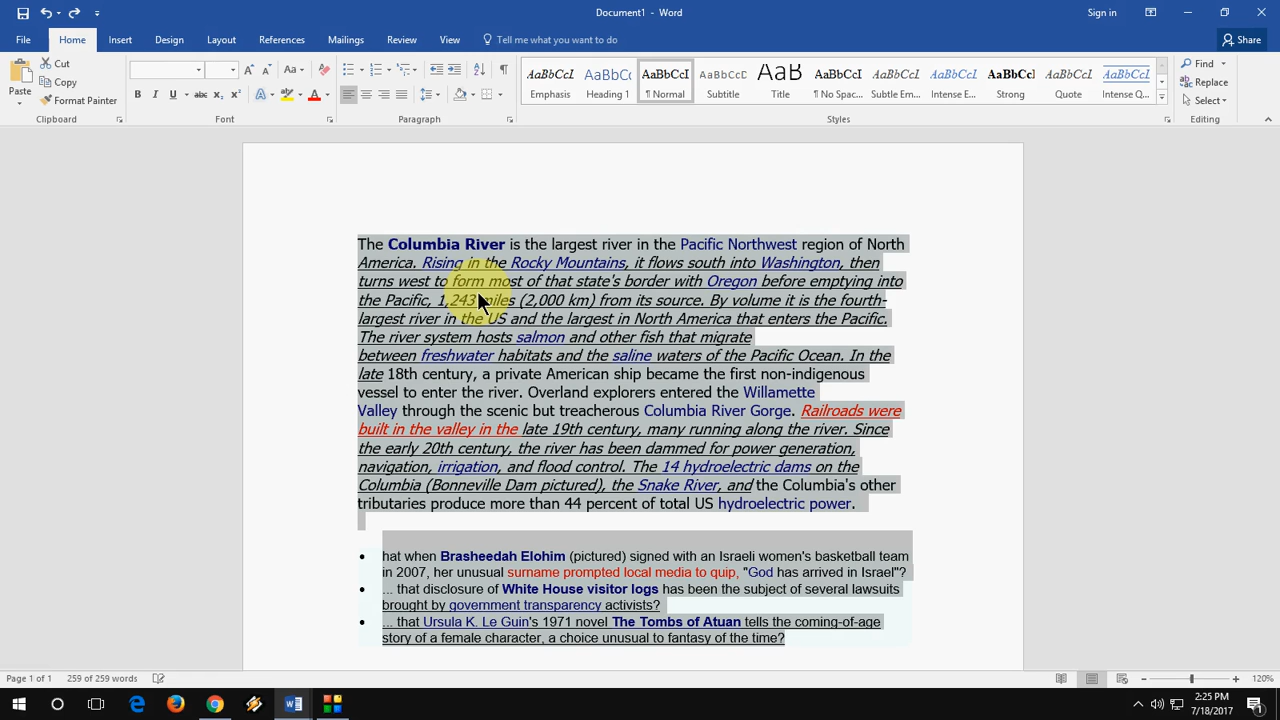 Document1 - Word
Sign in
File Home Insert Design Layout References Mailings Review View Tell me what you want to do Share
Paste
Cut
Copy
Format Painter
Clipboard
Aa
B I U abc X₂ X² A ab A
Font
Paragraph
AaBbCcI AaBbCcI AaBbCcI AaBbCcI AaB AaBbCcI AaBbCcI AaBbCcI AaBbCcI AaBbCcI AaBbCcI
Emphasis Heading 1 ¶ Normal Subtitle Title ¶ No Spac... Subtle Em... Intense E... Strong Quote Intense Q...
Styles
Find
Replace
Select
Editing
The Columbia River is the largest river in the Pacific Northwest region of North
America. Rising in the Rocky Mountains, it flows south into Washington, then
turns west to form most of that state's border with Oregon before emptying into
the Pacific, 1,243 miles (2,000 km) from its source. By volume it is the fourth-
largest river in the US and the largest in North America that enters the Pacific.
The river system hosts salmon and other fish that migrate
between freshwater habitats and the saline waters of the Pacific Ocean. In the
late 18th century, a private American ship became the first non-indigenous
vessel to enter the river. Overland explorers entered the Willamette
Valley through the scenic but treacherous Columbia River Gorge. Railroads were
built in the valley in the late 19th century, many running along the river. Since
the early 20th century, the river has been dammed for power generation,
navigation, irrigation, and flood control. The 14 hydroelectric dams on the
Columbia (Bonneville Dam pictured), the Snake River, and the Columbia's other
tributaries produce more than 44 percent of total US hydroelectric power.
• hat when Brasheedah Elohim (pictured) signed with an Israeli women's basketball team
in 2007, her unusual surname prompted local media to quip, "God has arrived in Israel"?
• ... that disclosure of White House visitor logs has been the subject of several lawsuits
brought by government transparency activists?
• ... that Ursula K. Le Guin's 1971 novel The Tombs of Atuan tells the coming-of-age
story of a female character, a choice unusual to fantasy of the time?
Page 1 of 1 259 of 259 words 120%
2:25 PM
7/18/2017